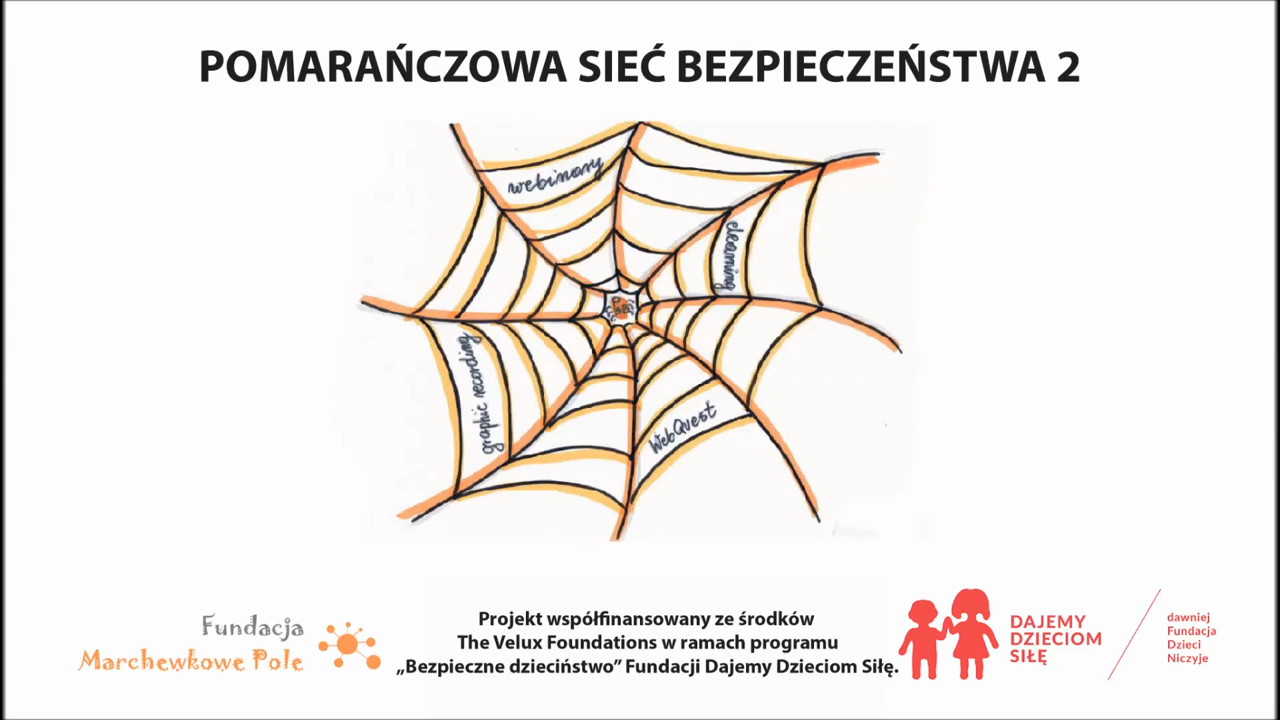 POMARAŃCZOWA SIEĆ BEZPIECZEŃSTWA 2
webinary
elearning
graphic recording
WebQuest
Fundacja
Marchewkowe Pole
Projekt współfinansowany ze środków
The Velux Foundations w ramach programu
„Bezpieczne dzieciństwo” Fundacji Dajemy Dzieciom Siłę.
DAJEMY
DZIECIOM
SIŁĘ
dawniej
Fundacja
Dzieci
Niczyje